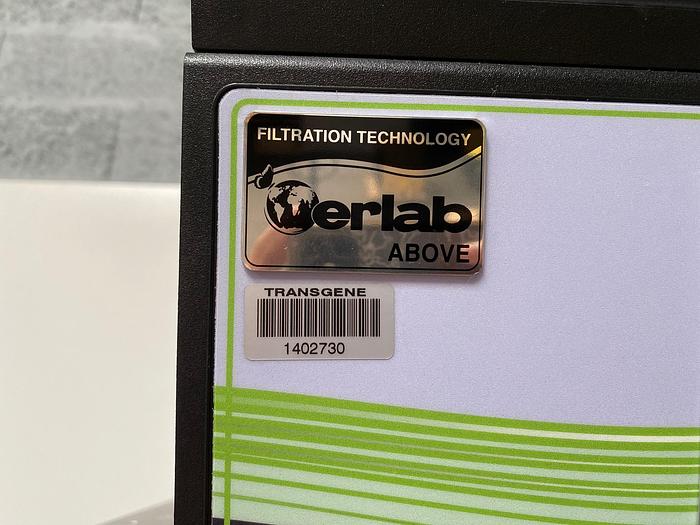 FILTRATION TECHNOLOGY
erlab
ABOVE
TRANSGENE
1402730